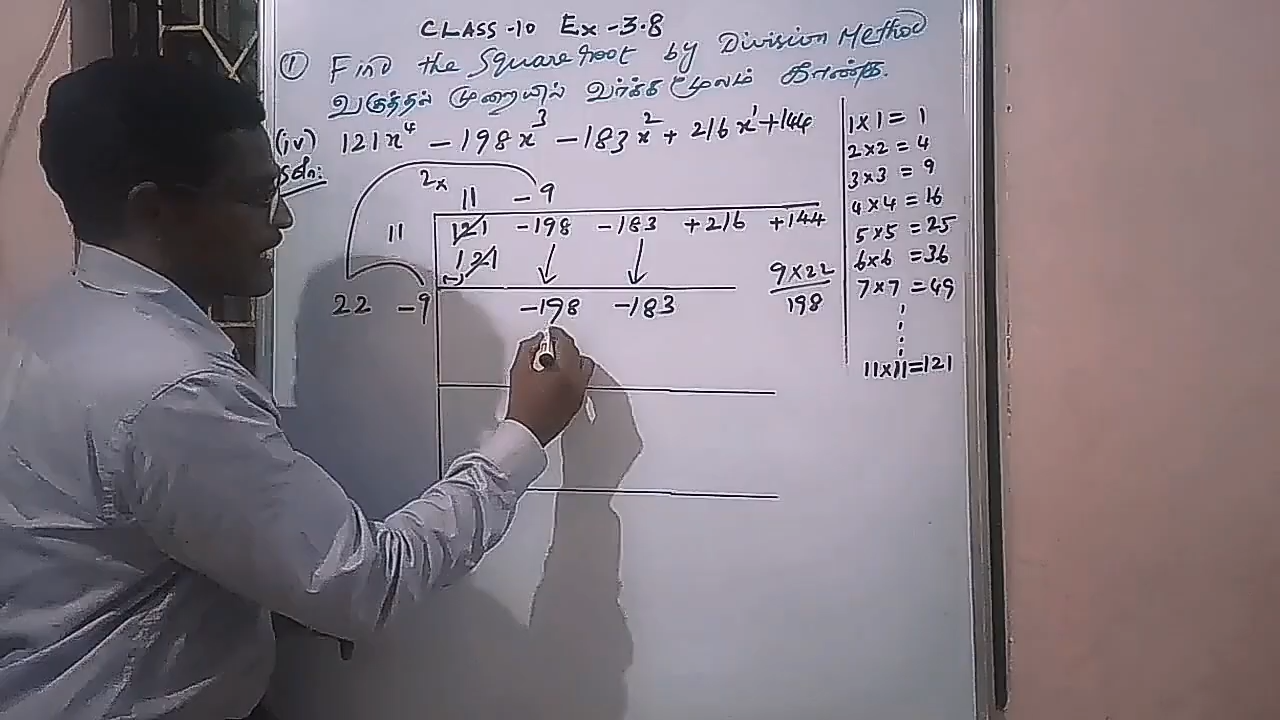 CLASS-10 Ex-3.8
① Find the Square root by Division Method
வகுத்தல் முறையில் வர்க்க மூலம் காண்க.
(iv) 121x⁴ - 198x³ - 183x² + 216x¹ + 144
2x
11 - 9
11 121 -198 -183 +216 +144
(-) 121
22 -9 -198 -183
9×22
198
1×1 = 1
2×2 = 4
3×3 = 9
4×4 = 16
5×5 = 25
6×6 = 36
7×7 = 49
11×11=121